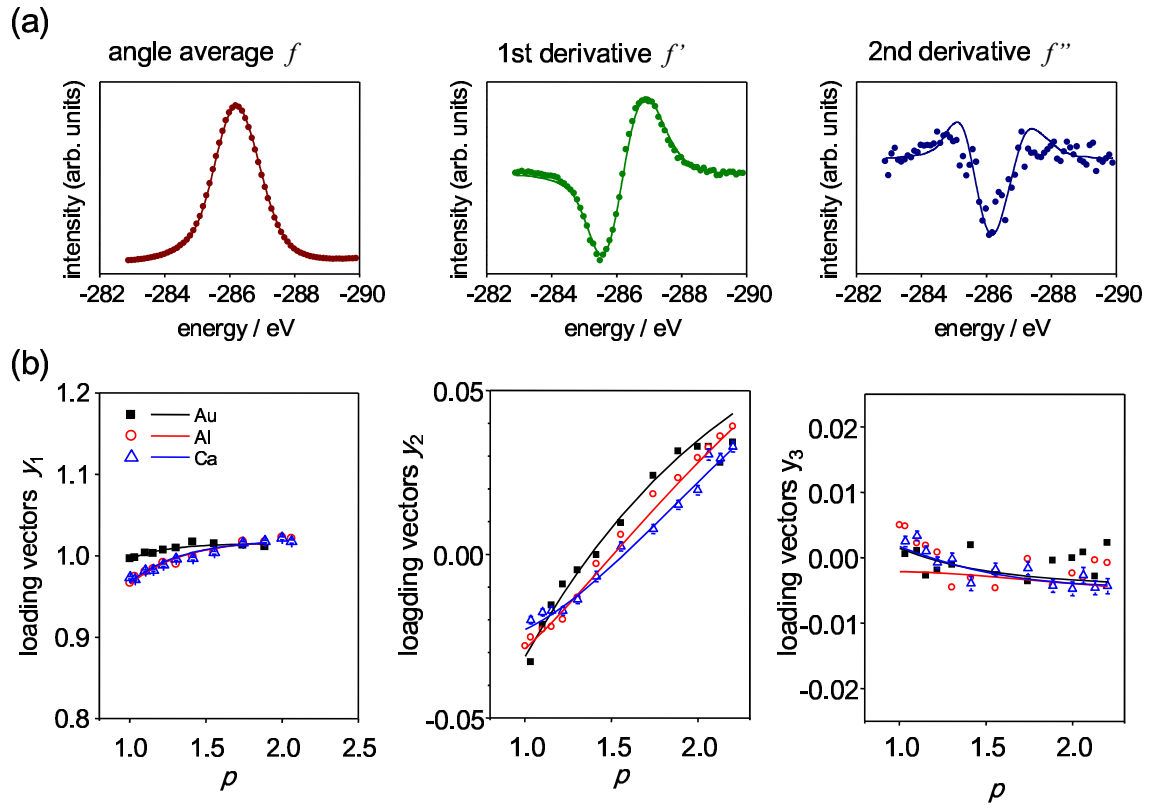 (a)
angle average f
1st derivative f'
2nd derivative f''
intensity (arb. units)
intensity (arb. units)
intensity (arb. units)
-282 -284 -286 -288 -290
-282 -284 -286 -288 -290
-282 -284 -286 -288 -290
energy / eV
energy / eV
energy / eV
(b)
loading vectors y1
1.2
1.1
1.0
0.9
0.8
Au
Al
Ca
1.0 1.5 2.0 2.5
p
loagding vectors y2
0.05
0.00
-0.05
1.0 1.5 2.0
p
loading vectors y3
0.02
0.01
0.00
-0.01
-0.02
1.0 1.5 2.0
p